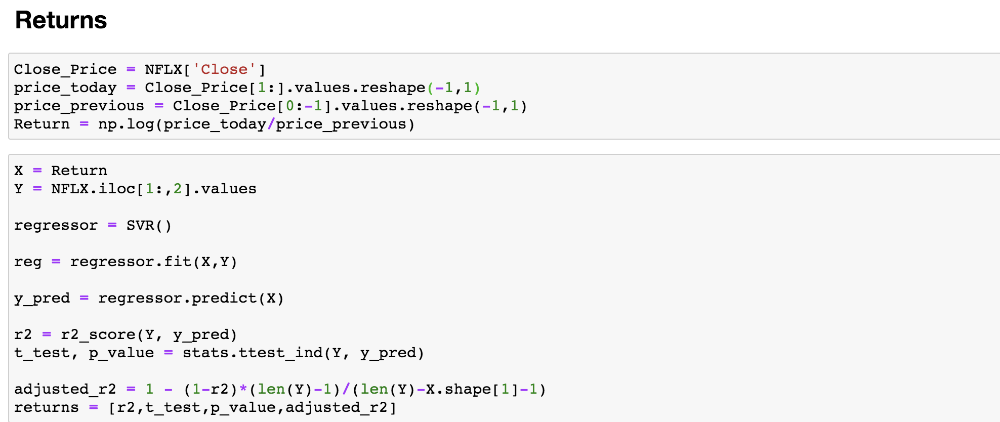 Returns
Close_Price = NFLX['Close']
price_today = Close_Price[1:].values.reshape(-1,1)
price_previous = Close_Price[0:-1].values.reshape(-1,1)
Return = np.log(price_today/price_previous)
X = Return
Y = NFLX.iloc[1:,2].values
regressor = SVR()
reg = regressor.fit(X,Y)
y_pred = regressor.predict(X)
r2 = r2_score(Y, y_pred)
t_test, p_value = stats.ttest_ind(Y, y_pred)
adjusted_r2 = 1 - (1-r2)*(len(Y)-1)/(len(Y)-X.shape[1]-1)
returns = [r2,t_test,p_value,adjusted_r2]